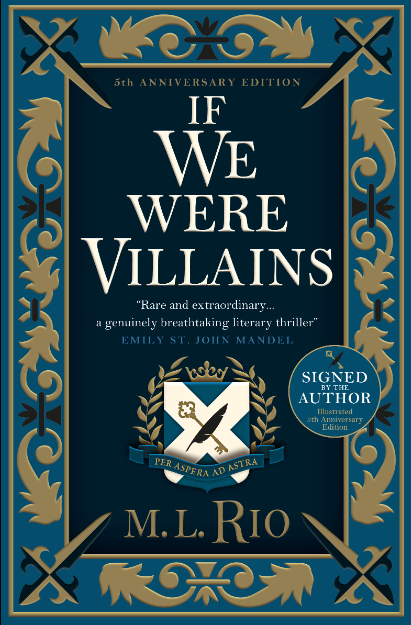 5th ANNIVERSARY EDITION
IF
WE
WERE
VILLAINS
“Rare and extraordinary...
a genuinely breathtaking literary thriller”
EMILY ST. JOHN MANDEL
SIGNED
BY THE
AUTHOR
Illustrated
5th Anniversary
Edition
PER ASPERA AD ASTRA
M. L. RIO